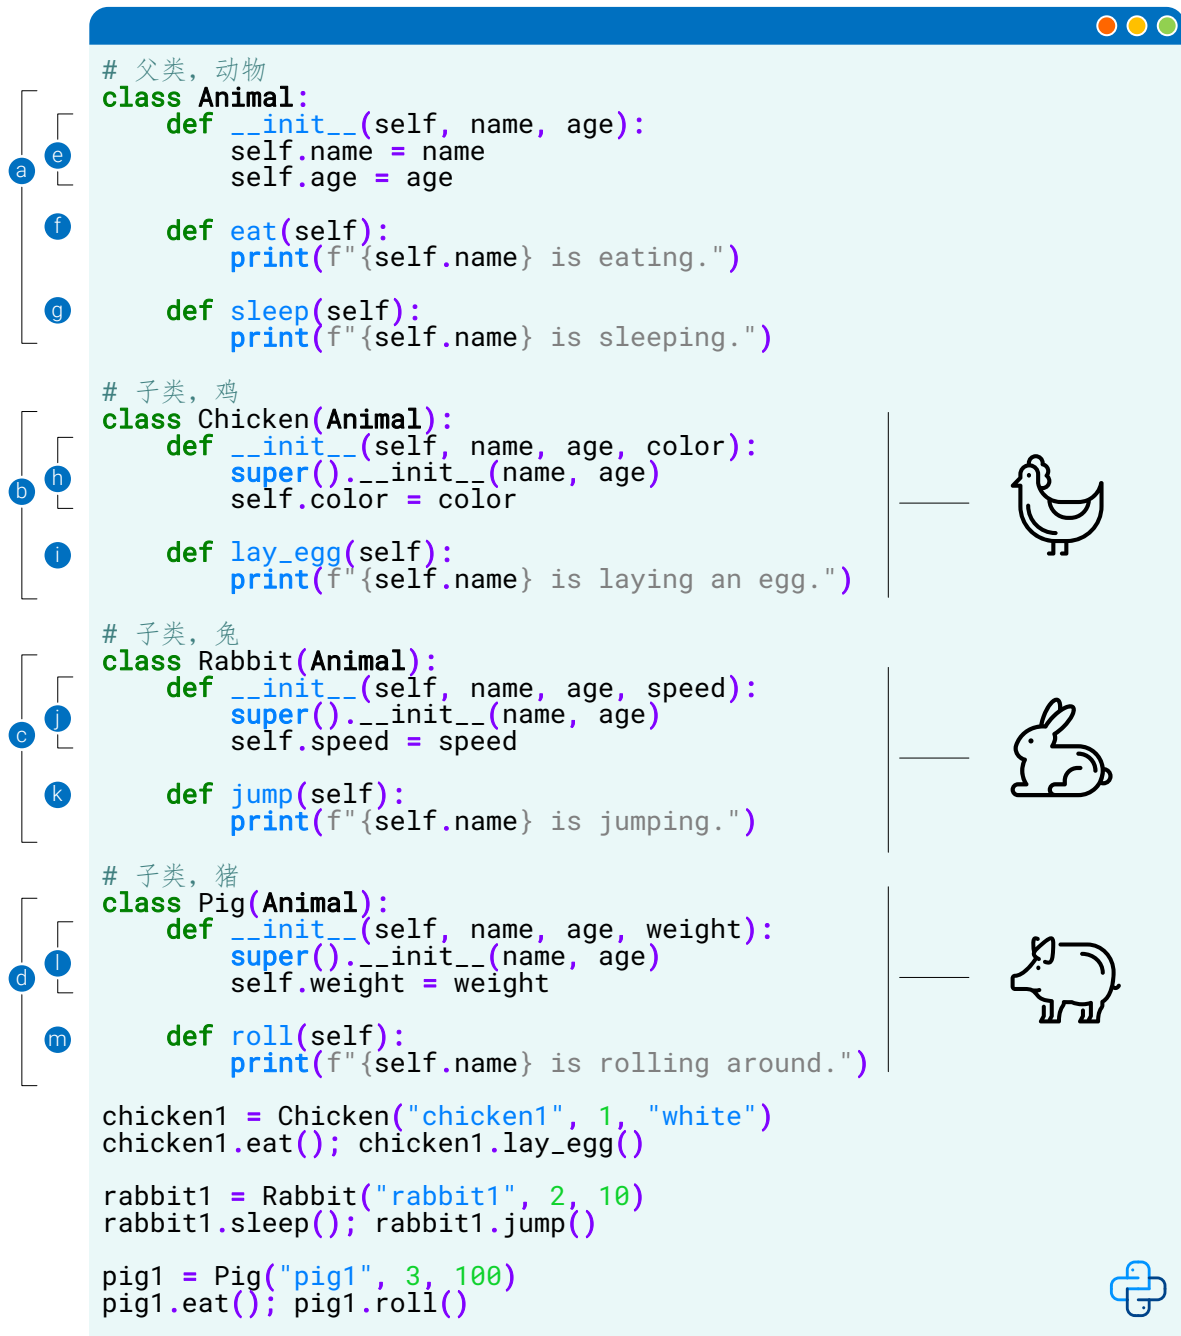 # 父类，动物
class Animal:
    def __init__(self, name, age):
        self.name = name
        self.age = age
    def eat(self):
        print(f"{self.name} is eating.")
    def sleep(self):
        print(f"{self.name} is sleeping.")
# 子类，鸡
class Chicken(Animal):
    def __init__(self, name, age, color):
        super().__init__(name, age)
        self.color = color
    def lay_egg(self):
        print(f"{self.name} is laying an egg.")
# 子类，兔
class Rabbit(Animal):
    def __init__(self, name, age, speed):
        super().__init__(name, age)
        self.speed = speed
    def jump(self):
        print(f"{self.name} is jumping.")
# 子类，猪
class Pig(Animal):
    def __init__(self, name, age, weight):
        super().__init__(name, age)
        self.weight = weight
    def roll(self):
        print(f"{self.name} is rolling around.")
chicken1 = Chicken("chicken1", 1, "white")
chicken1.eat(); chicken1.lay_egg()
rabbit1 = Rabbit("rabbit1", 2, 10)
rabbit1.sleep(); rabbit1.jump()
pig1 = Pig("pig1", 3, 100)
pig1.eat(); pig1.roll()
a
e
f
g
b
h
i
c
j
k
d
l
m